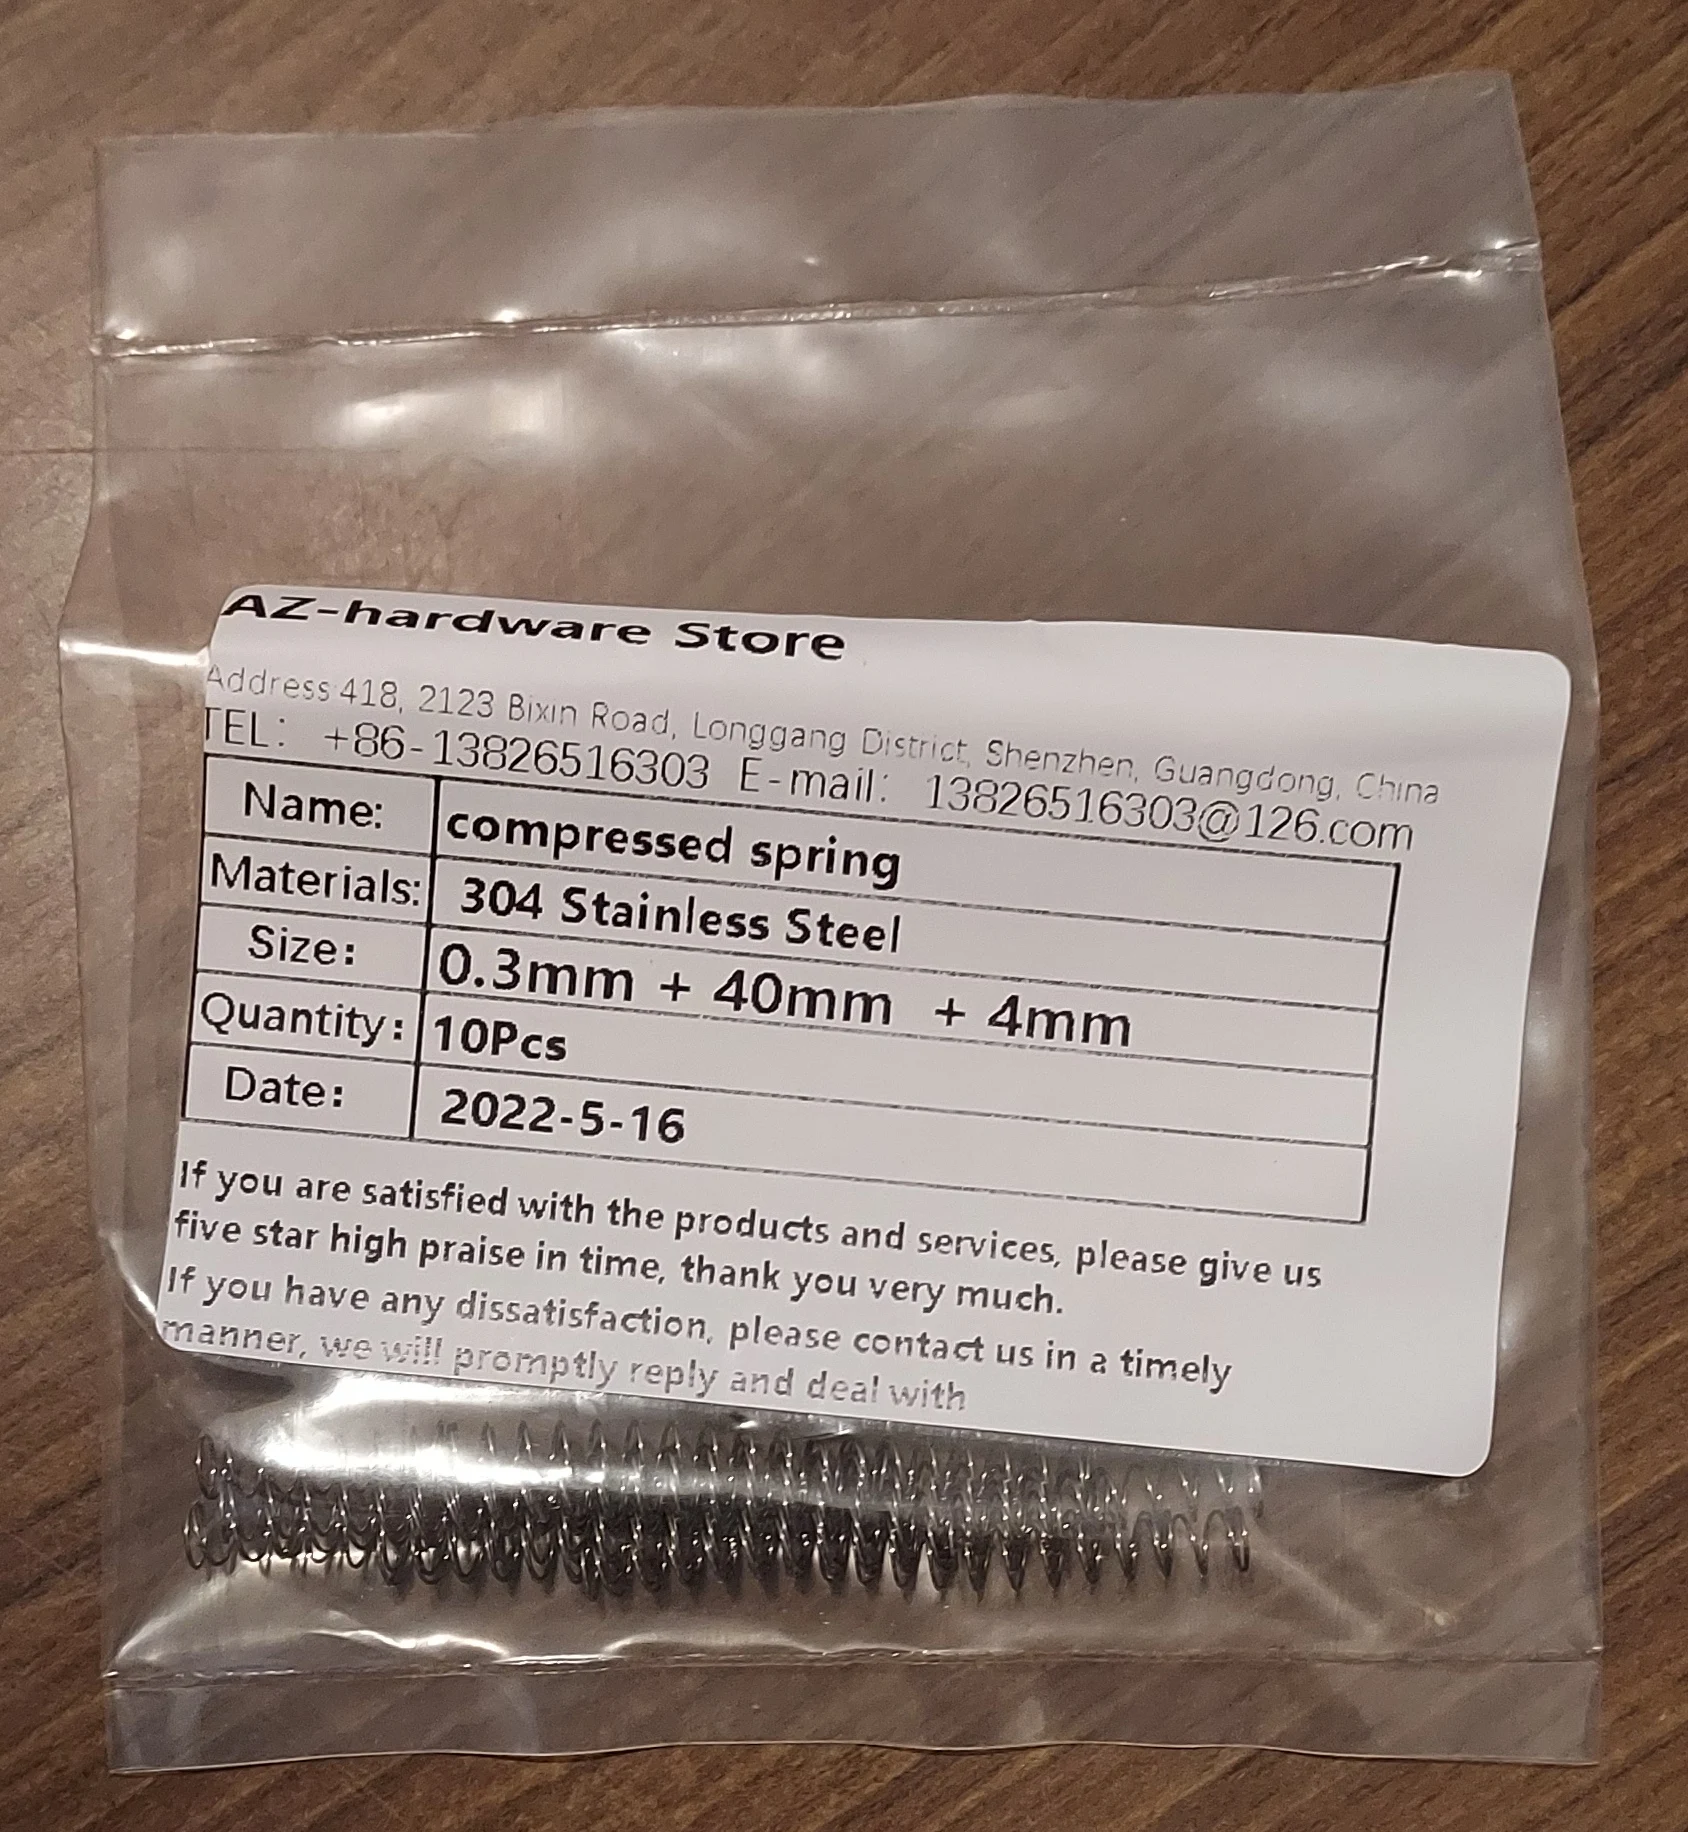 AZ-hardware Store
Address:418, 2123 Bixin Road, Longgang District, Shenzhen, Guangdong, China
TEL: +86-13826516303 E-mail: 13826516303@126.com
Name: compressed spring
Materials: 304 Stainless Steel
Size: 0.3mm + 40mm + 4mm
Quantity: 10Pcs
Date: 2022-5-16
If you are satisfied with the products and services, please give us
five star high praise in time, thank you very much.
If you have any dissatisfaction, please contact us in a timely
manner, we will promptly reply and deal with